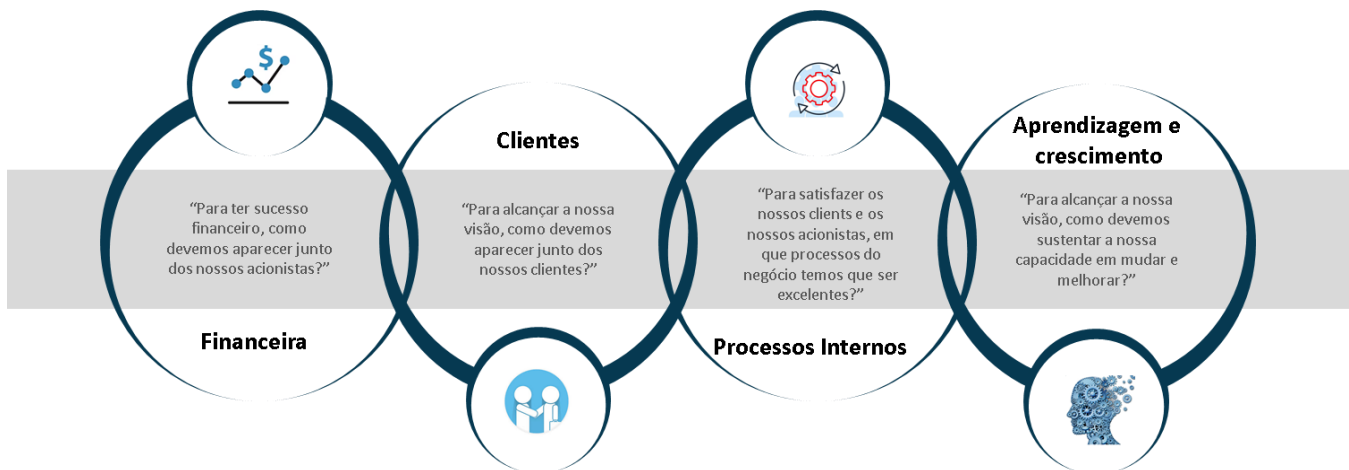 $
Clientes
Aprendizagem e
crescimento
“Para ter sucesso
financeiro, como
devemos aparecer junto
dos nossos acionistas?”
“Para alcançar a nossa
visão, como devemos
aparecer junto dos
nossos clientes?”
“Para satisfazer os
nossos clients e os
nossos acionistas, em
que processos do
negócio temos que ser
excelentes?”
“Para alcançar a nossa
visão, como devemos
sustentar a nossa
capacidade em mudar e
melhorar?”
Financeira
Processos Internos